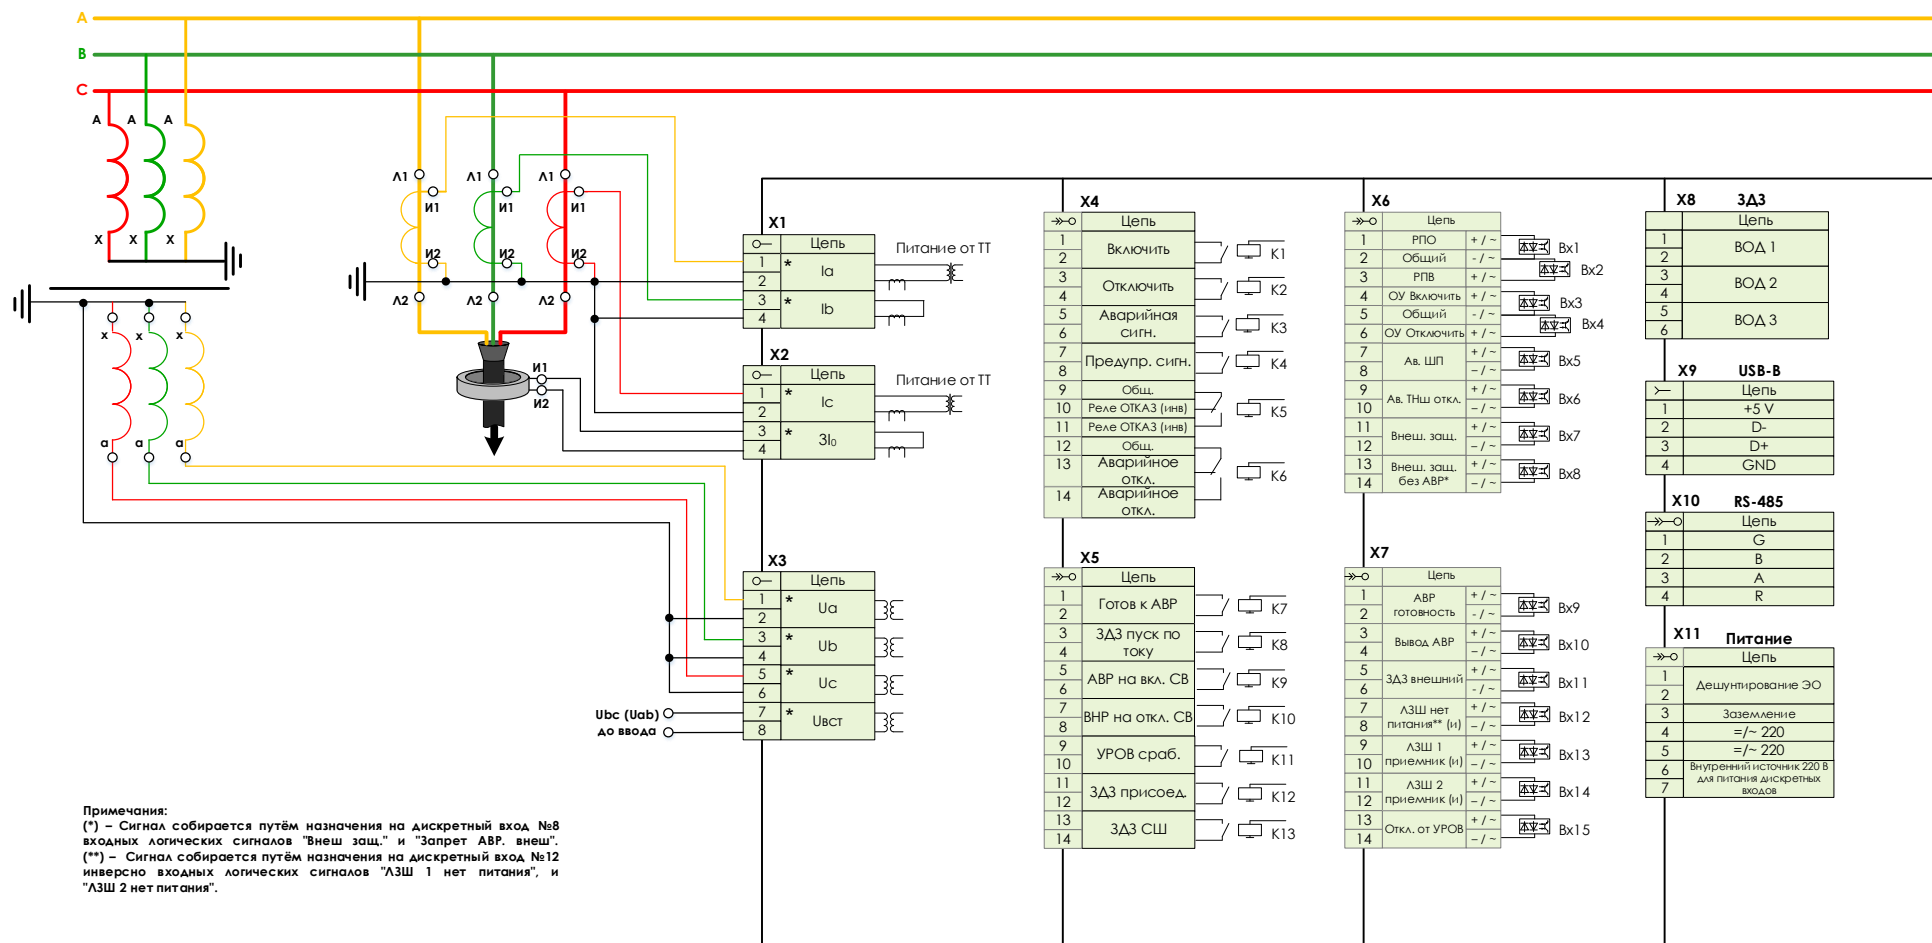 A
B
C
A A A
X X X
x x x
a a a
Л1 Л1 Л1
И1 И1 И1
И2 И2 И2
Л2 Л2 Л2
И1
И2
X1
Цепь
1 * Ia
2
3 * Ib
4
Питание от ТТ
X2
Цепь
1 * Ic
2
3 * 3I₀
4
Питание от ТТ
X3
Цепь
1 * Ua
2
3 * Ub
4
5 * Uc
6
7 * Uвст
8
Ubc (Uab)
до ввода
X4
Цепь
1 Включить K1
2
3 Отключить K2
4
5 Аварийная K3
6 сигн.
7 Предупр. сигн. K4
8
9 Общ.
10 Реле ОТКАЗ (инв) K5
11 Реле ОТКАЗ (инв)
12 Общ.
13 Аварийное
откл. K6
14 Аварийное
откл.
X5
Цепь
1 Готов к АВР K7
2
3 ЗДЗ пуск по K8
4 току
5 АВР на вкл. СВ K9
6
7 ВНР на откл. СВ K10
8
9 УРОВ сраб. K11
10
11 ЗДЗ присоед. K12
12
13 ЗДЗ СШ K13
14
X6
Цепь
1 РПО + / ~ Вх1
2 Общий - / ~ Вх2
3 РПВ + / ~
4 ОУ Включить + / ~ Вх3
5 Общий - / ~ Вх4
6 ОУ Отключить + / ~
7 Ав. ШП + / ~ Вх5
8 – / ~
9 Ав. ТНш откл. + / ~ Вх6
10 – / ~
11 Внеш. защ. + / ~ Вх7
12 – / ~
13 Внеш. защ. + / ~ Вх8
14 без АВР* – / ~
X7
Цепь
1 АВР + / ~ Вх9
2 готовность - / ~
3 Вывод АВР + / ~ Вх10
4 – / ~
5 ЗДЗ внешний + / ~ Вх11
6 - / ~
7 ЛЗШ нет + / ~ Вх12
8 питания** (и) – / ~
9 ЛЗШ 1 + / ~ Вх13
10 приемник (и) – / ~
11 ЛЗШ 2 + / ~ Вх14
12 приемник (и) – / ~
13 Откл. от УРОВ + / ~ Вх15
14 – / ~
X8 ЗДЗ
Цепь
1 ВОД 1
2
3 ВОД 2
4
5 ВОД 3
6
X9 USB-B
Цепь
1 +5 V
2 D-
3 D+
4 GND
X10 RS-485
Цепь
1 G
2 B
3 A
4 R
X11 Питание
Цепь
1 Дешунтирование ЭО
2
3 Заземление
4 =/~ 220
5 =/~ 220
6 Внутренний источник 220 В
для питания дискретных
7 входов
Примечания:
(*) – Сигнал собирается путём назначения на дискретный вход №8
входных логических сигналов "Внеш защ." и "Запрет АВР. внеш".
(**) – Сигнал собирается путём назначения на дискретный вход №12
инверсно входных логических сигналов "ЛЗШ 1 нет питания", и
"ЛЗШ 2 нет питания".